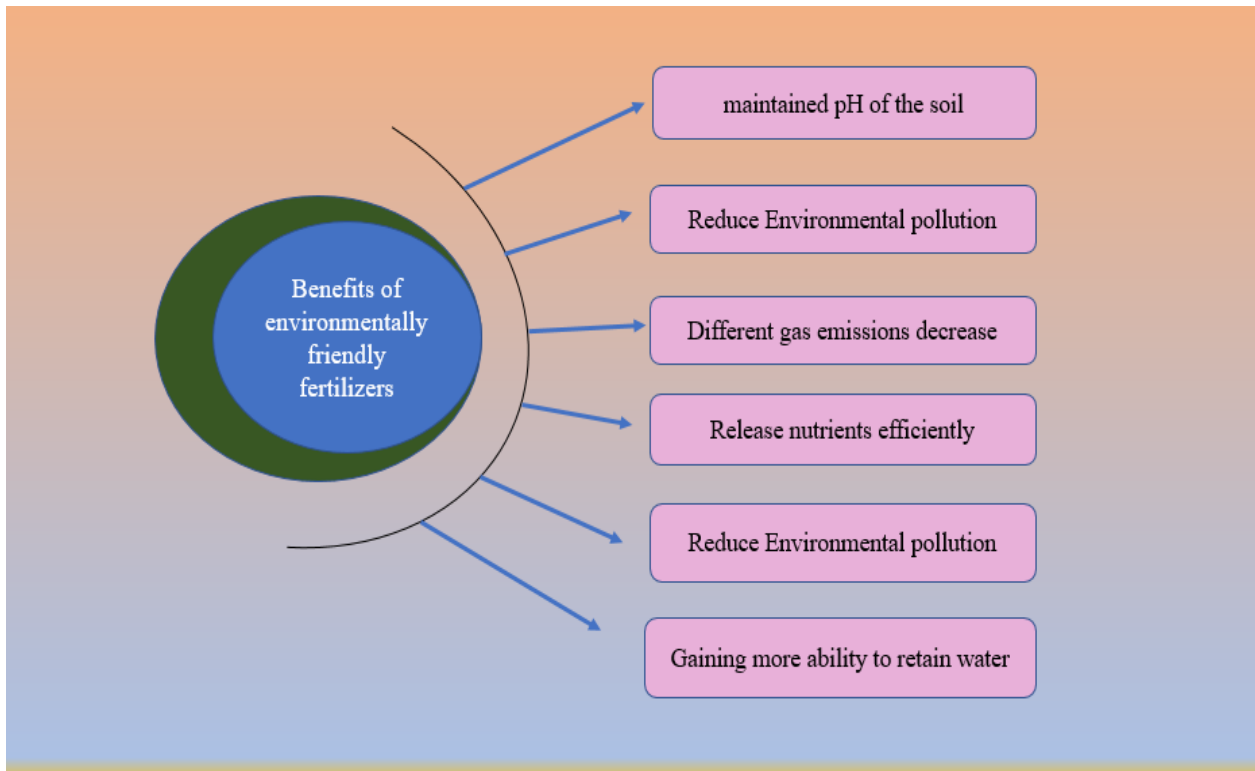 Benefits of
environmentally
friendly
fertilizers
maintained pH of the soil
Reduce Environmental pollution
Different gas emissions decrease
Release nutrients efficiently
Reduce Environmental pollution
Gaining more ability to retain water